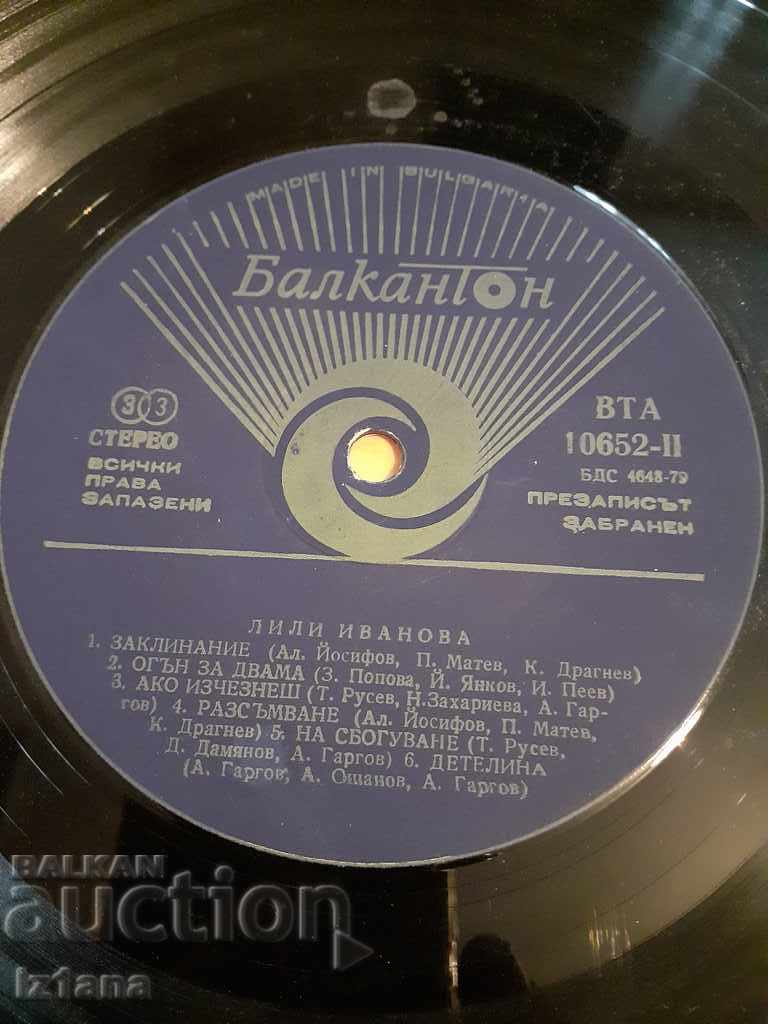 MADE IN BULGARIA
Балкантон
33
СТЕРЕО
ВСИЧКИ
ПРАВА
ЗАПАЗЕНИ
ВТА
10652-II
БДС 4648-79
ПРЕЗАПИСЪТ
ЗАБРАНЕН
ЛИЛИ ИВАНОВА
1. ЗАКЛИНАНИЕ (Ал. Йосифов, П. Матев, К. Драгнев)
2. ОГЪН ЗА ДВАМА (З. Попова, Й. Янков, И. Пеев)
3. АКО ИЗЧЕЗНЕШ (Т. Русев, Н. Захариева, А. Гар-
гов) 4. РАЗСЪМВАНЕ (Ал. Йосифов, П. Матев,
К. Драгнев) 5. НА СБОГУВАНЕ (Т. Русев,
Д. Дамянов, А. Гаргов) 6. ДЕТЕЛИНА
(А. Гаргов, А. Ошанов, А. Гаргов)
BALKAN
auction
iz1ana